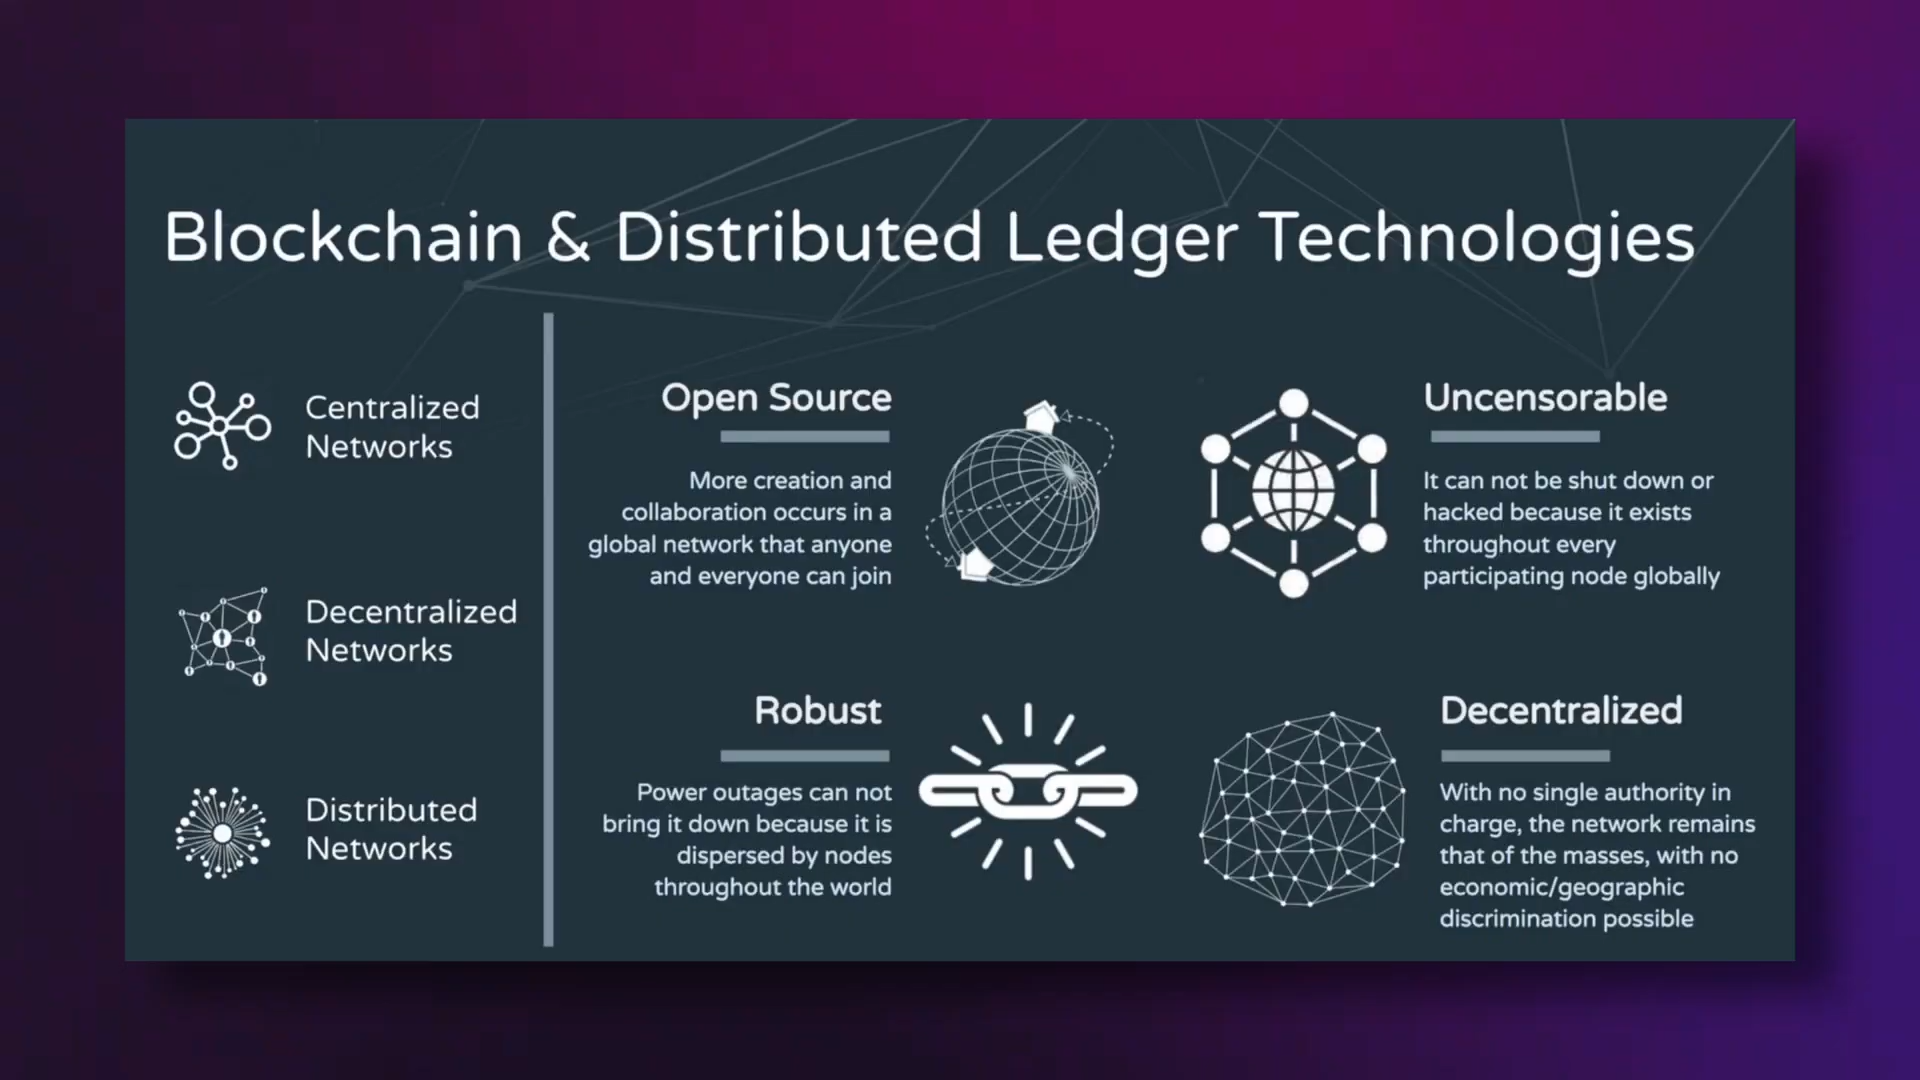 Blockchain & Distributed Ledger Technologies
Centralized
Networks
Decentralized
Networks
Distributed
Networks
Open Source
More creation and
collaboration occurs in a
global network that anyone
and everyone can join
Uncensorable
It can not be shut down or
hacked because it exists
throughout every
participating node globally
Robust
Power outages can not
bring it down because it is
dispersed by nodes
throughout the world
Decentralized
With no single authority in
charge, the network remains
that of the masses, with no
economic/geographic
discrimination possible